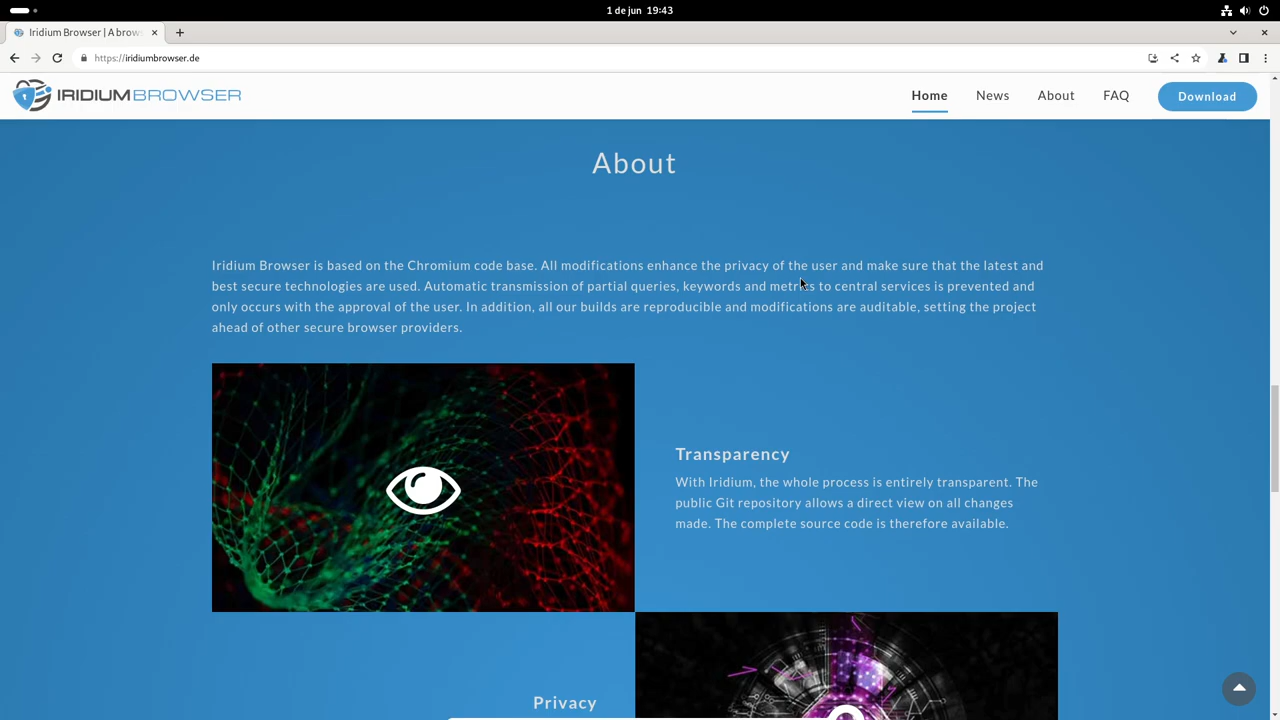 1 de jun 19:43
Iridium Browser | A brow
https://iridiumbrowser.de
IRIDIUMBROWSER
Home
News
About
FAQ
Download
About
Iridium Browser is based on the Chromium code base. All modifications enhance the privacy of the user and make sure that the latest and
best secure technologies are used. Automatic transmission of partial queries, keywords and metrics to central services is prevented and
only occurs with the approval of the user. In addition, all our builds are reproducible and modifications are auditable, setting the project
ahead of other secure browser providers.
Transparency
With Iridium, the whole process is entirely transparent. The
public Git repository allows a direct view on all changes
made. The complete source code is therefore available.
Privacy